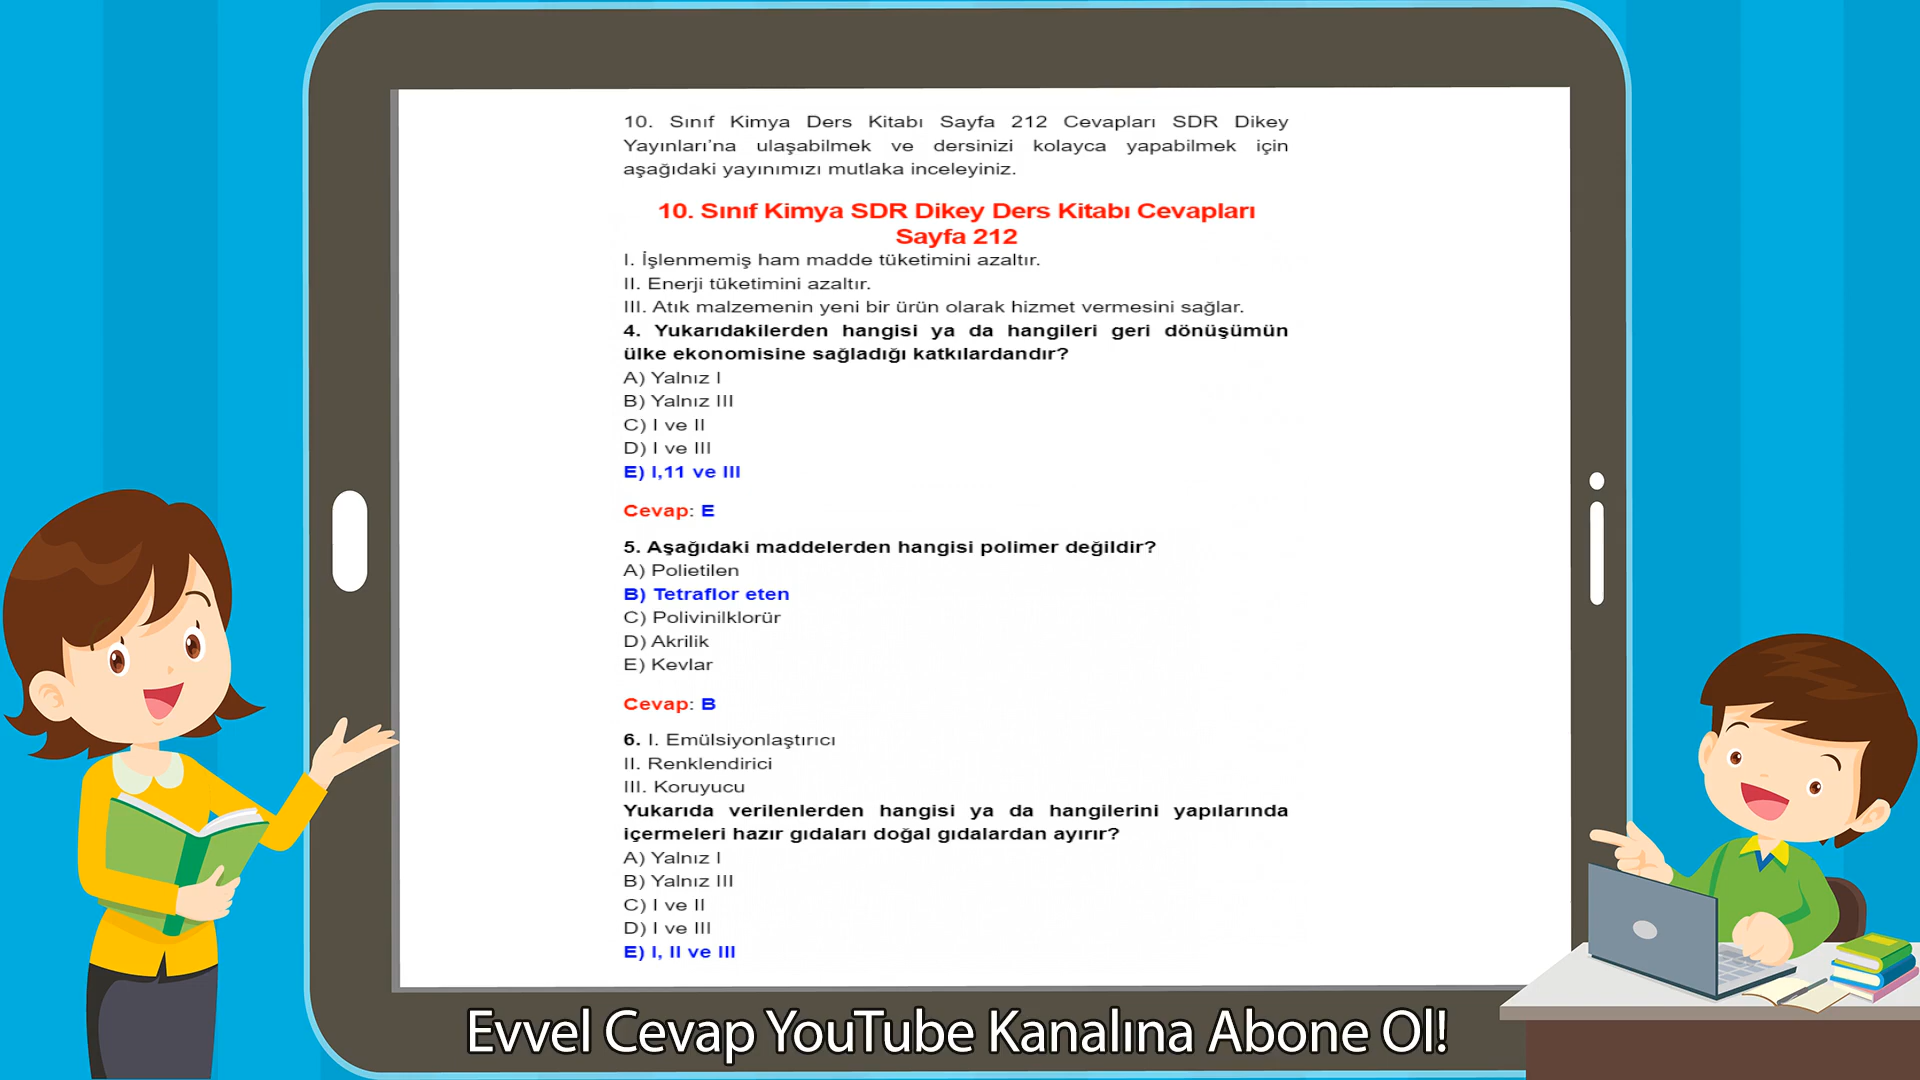 10. Sınıf Kimya Ders Kitabı Sayfa 212 Cevapları SDR Dikey
Yayınları’na ulaşabilmek ve dersinizi kolayca yapabilmek için
aşağıdaki yayınımızı mutlaka inceleyiniz.
10. Sınıf Kimya SDR Dikey Ders Kitabı Cevapları
Sayfa 212
I. İşlenmemiş ham madde tüketimini azaltır.
II. Enerji tüketimini azaltır.
III. Atık malzemenin yeni bir ürün olarak hizmet vermesini sağlar.
4. Yukarıdakilerden hangisi ya da hangileri geri dönüşümün
ülke ekonomisine sağladığı katkılardandır?
A) Yalnız I
B) Yalnız III
C) I ve II
D) I ve III
E) I,11 ve III
Cevap: E
5. Aşağıdaki maddelerden hangisi polimer değildir?
A) Polietilen
B) Tetraflor eten
C) Polivinilklorür
D) Akrilik
E) Kevlar
Cevap: B
6. I. Emülsiyonlaştırıcı
II. Renklendirici
III. Koruyucu
Yukarıda verilenlerden hangisi ya da hangilerini yapılarında
içermeleri hazır gıdaları doğal gıdalardan ayırır?
A) Yalnız I
B) Yalnız III
C) I ve II
D) I ve III
E) I, II ve III
Evvel Cevap YouTube Kanalına Abone Ol!